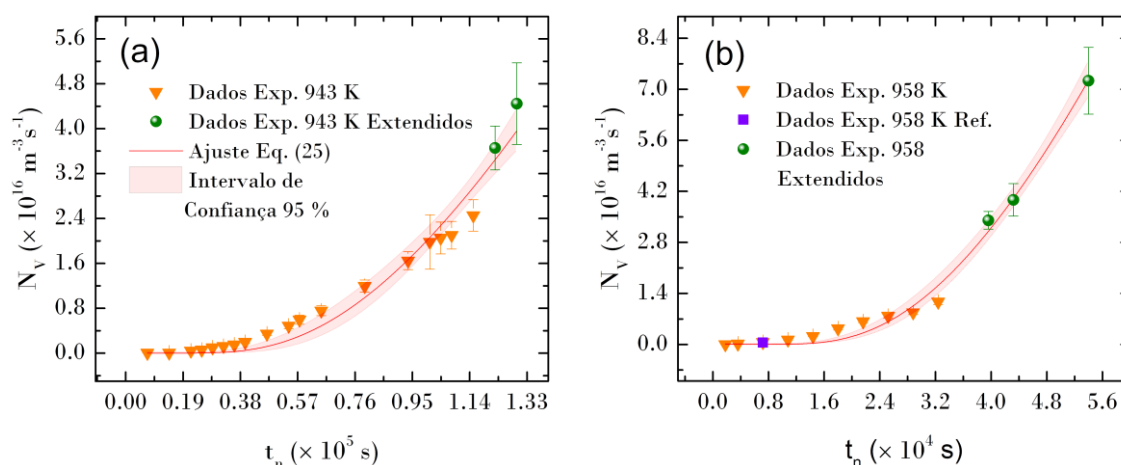 (a)
Dados Exp. 943 K
Dados Exp. 943 K Extendidos
Ajuste Eq. (25)
Intervalo de
Confiança 95 %
N_V (× 10^16 m^-3 s^-1)
5.6
4.8
4.0
3.2
2.4
1.6
0.8
0.0
0.00 0.19 0.38 0.57 0.76 0.95 1.14 1.33
t_n (× 10^5 s)
(b)
Dados Exp. 958 K
Dados Exp. 958 K Ref.
Dados Exp. 958
Extendidos
N_V (× 10^16 m^-3 s^-1)
8.4
7.0
5.6
4.2
2.8
1.4
0.0
0.0 0.8 1.6 2.4 3.2 4.0 4.8 5.6
t_n (× 10^4 s)